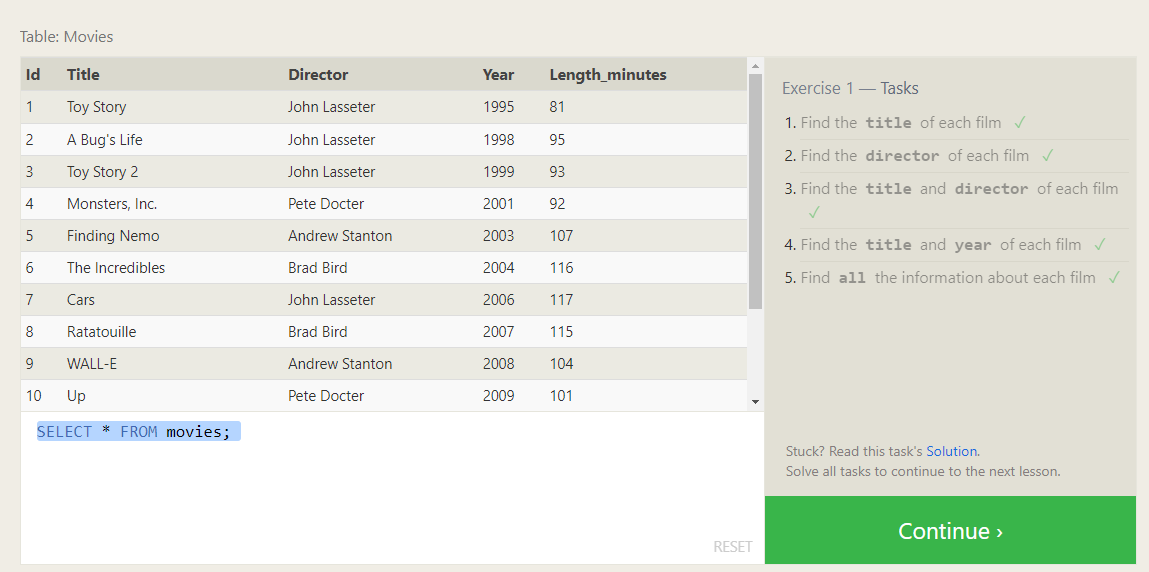 Table: Movies
Id Title Director Year Length_minutes
1 Toy Story John Lasseter 1995 81
2 A Bug's Life John Lasseter 1998 95
3 Toy Story 2 John Lasseter 1999 93
4 Monsters, Inc. Pete Docter 2001 92
5 Finding Nemo Andrew Stanton 2003 107
6 The Incredibles Brad Bird 2004 116
7 Cars John Lasseter 2006 117
8 Ratatouille Brad Bird 2007 115
9 WALL-E Andrew Stanton 2008 104
10 Up Pete Docter 2009 101
SELECT * FROM movies;
RESET
Exercise 1 — Tasks
1. Find the title of each film ✓
2. Find the director of each film ✓
3. Find the title and director of each film
✓
4. Find the title and year of each film ✓
5. Find all the information about each film ✓
Stuck? Read this task's Solution.
Solve all tasks to continue to the next lesson.
Continue ›